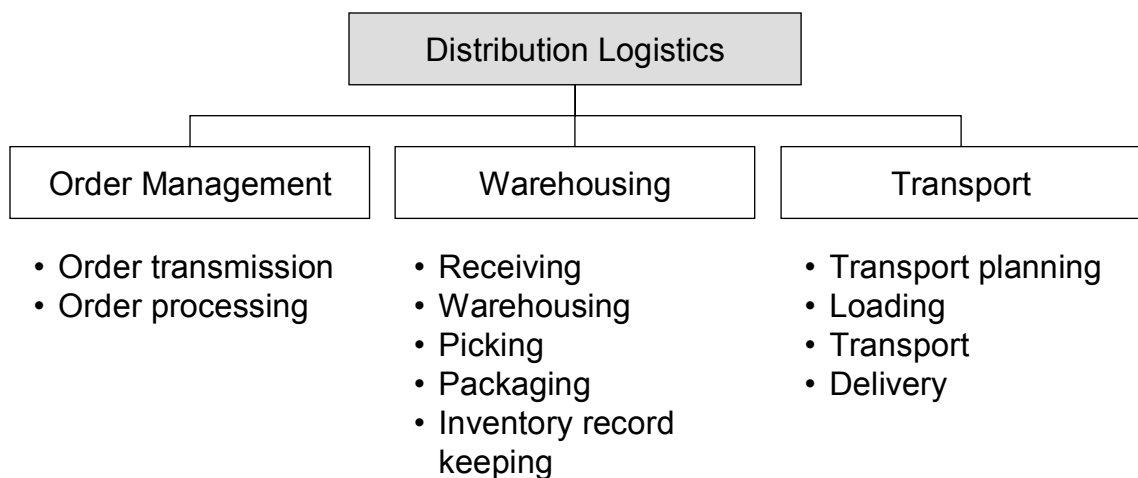 Distribution Logistics
Order Management
• Order transmission
• Order processing
Warehousing
• Receiving
• Warehousing
• Picking
• Packaging
• Inventory record
keeping
Transport
• Transport planning
• Loading
• Transport
• Delivery